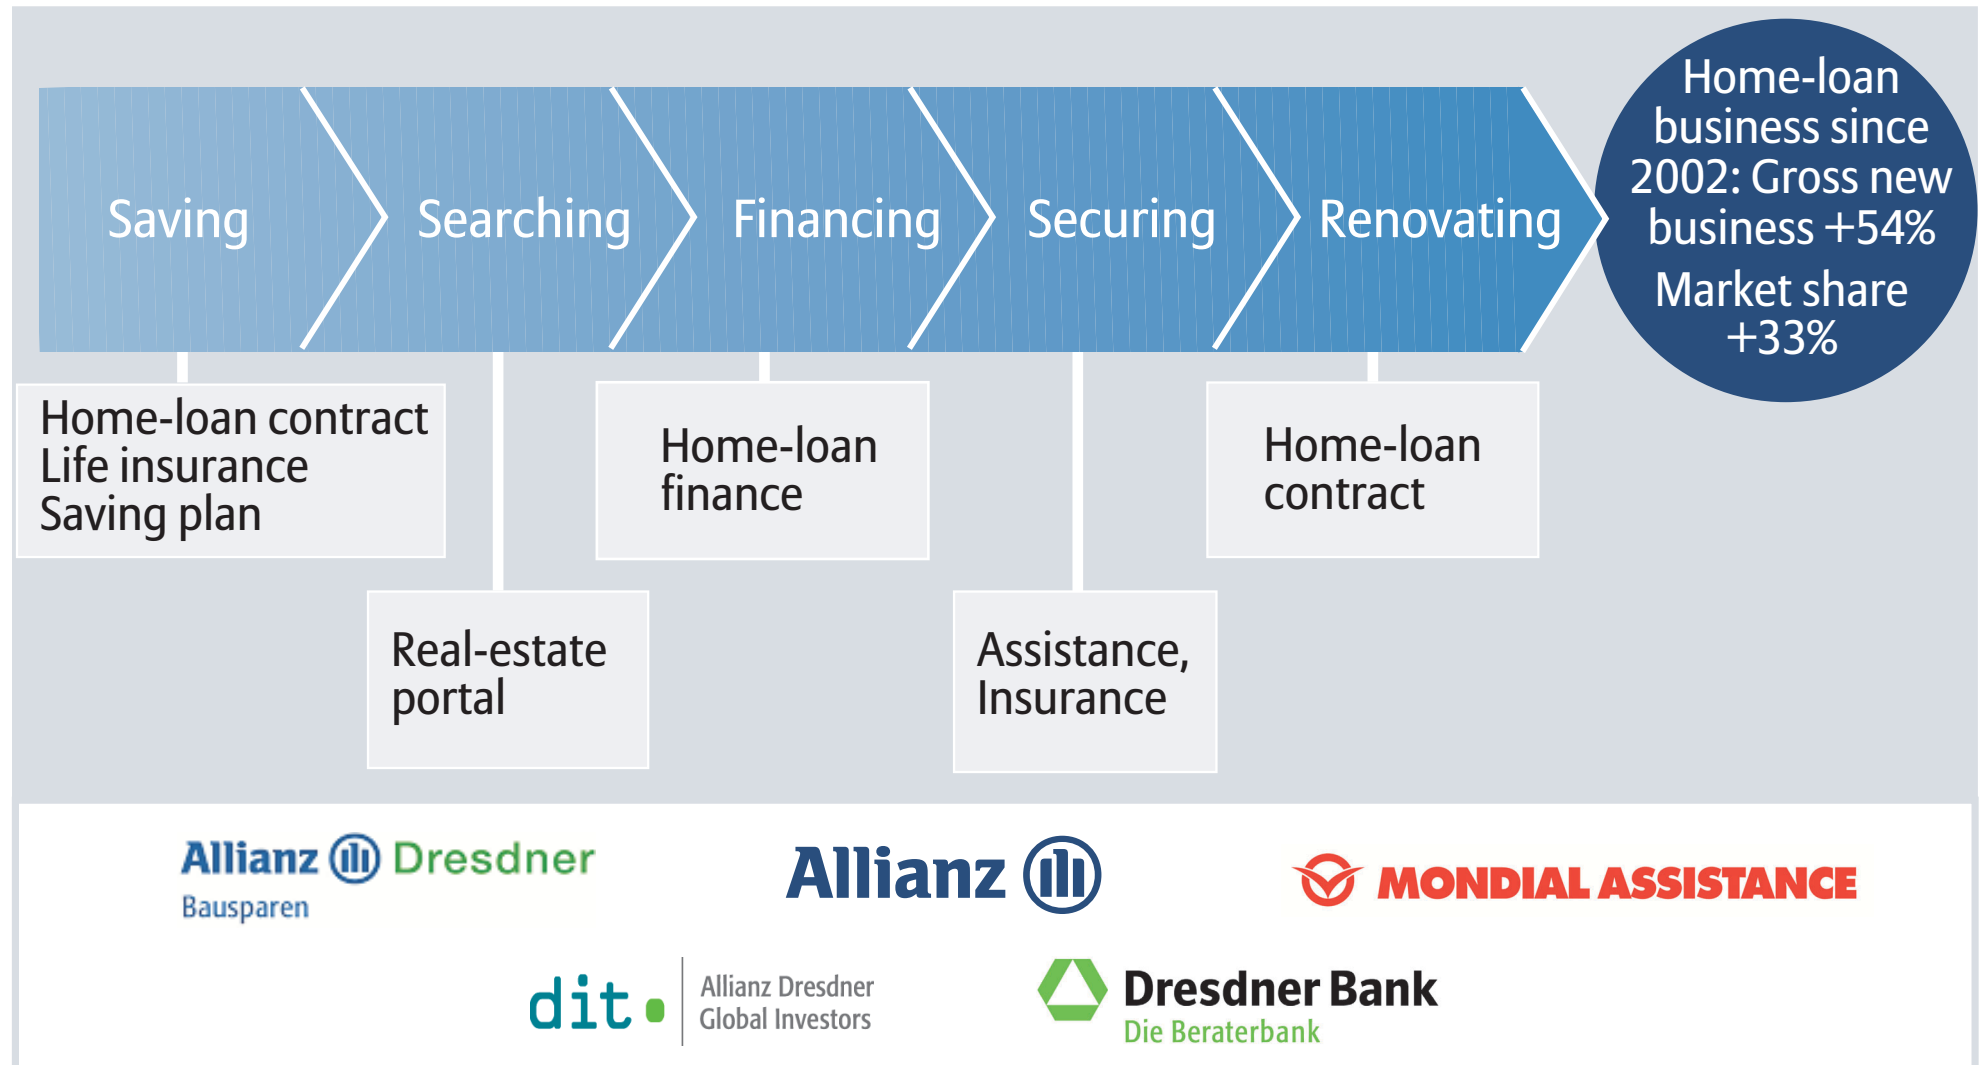 Home-loan
business since
2002: Gross new
business +54%
Market share
+33%
Saving
Searching
Financing
Securing
Renovating
Home-loan contract
Life insurance
Saving plan
Home-loan
finance
Home-loan
contract
Real-estate
portal
Assistance,
Insurance
Allianz Dresdner
Bausparen
Allianz
MONDIAL ASSISTANCE
dit
Allianz Dresdner
Global Investors
Dresdner Bank
Die Beraterbank